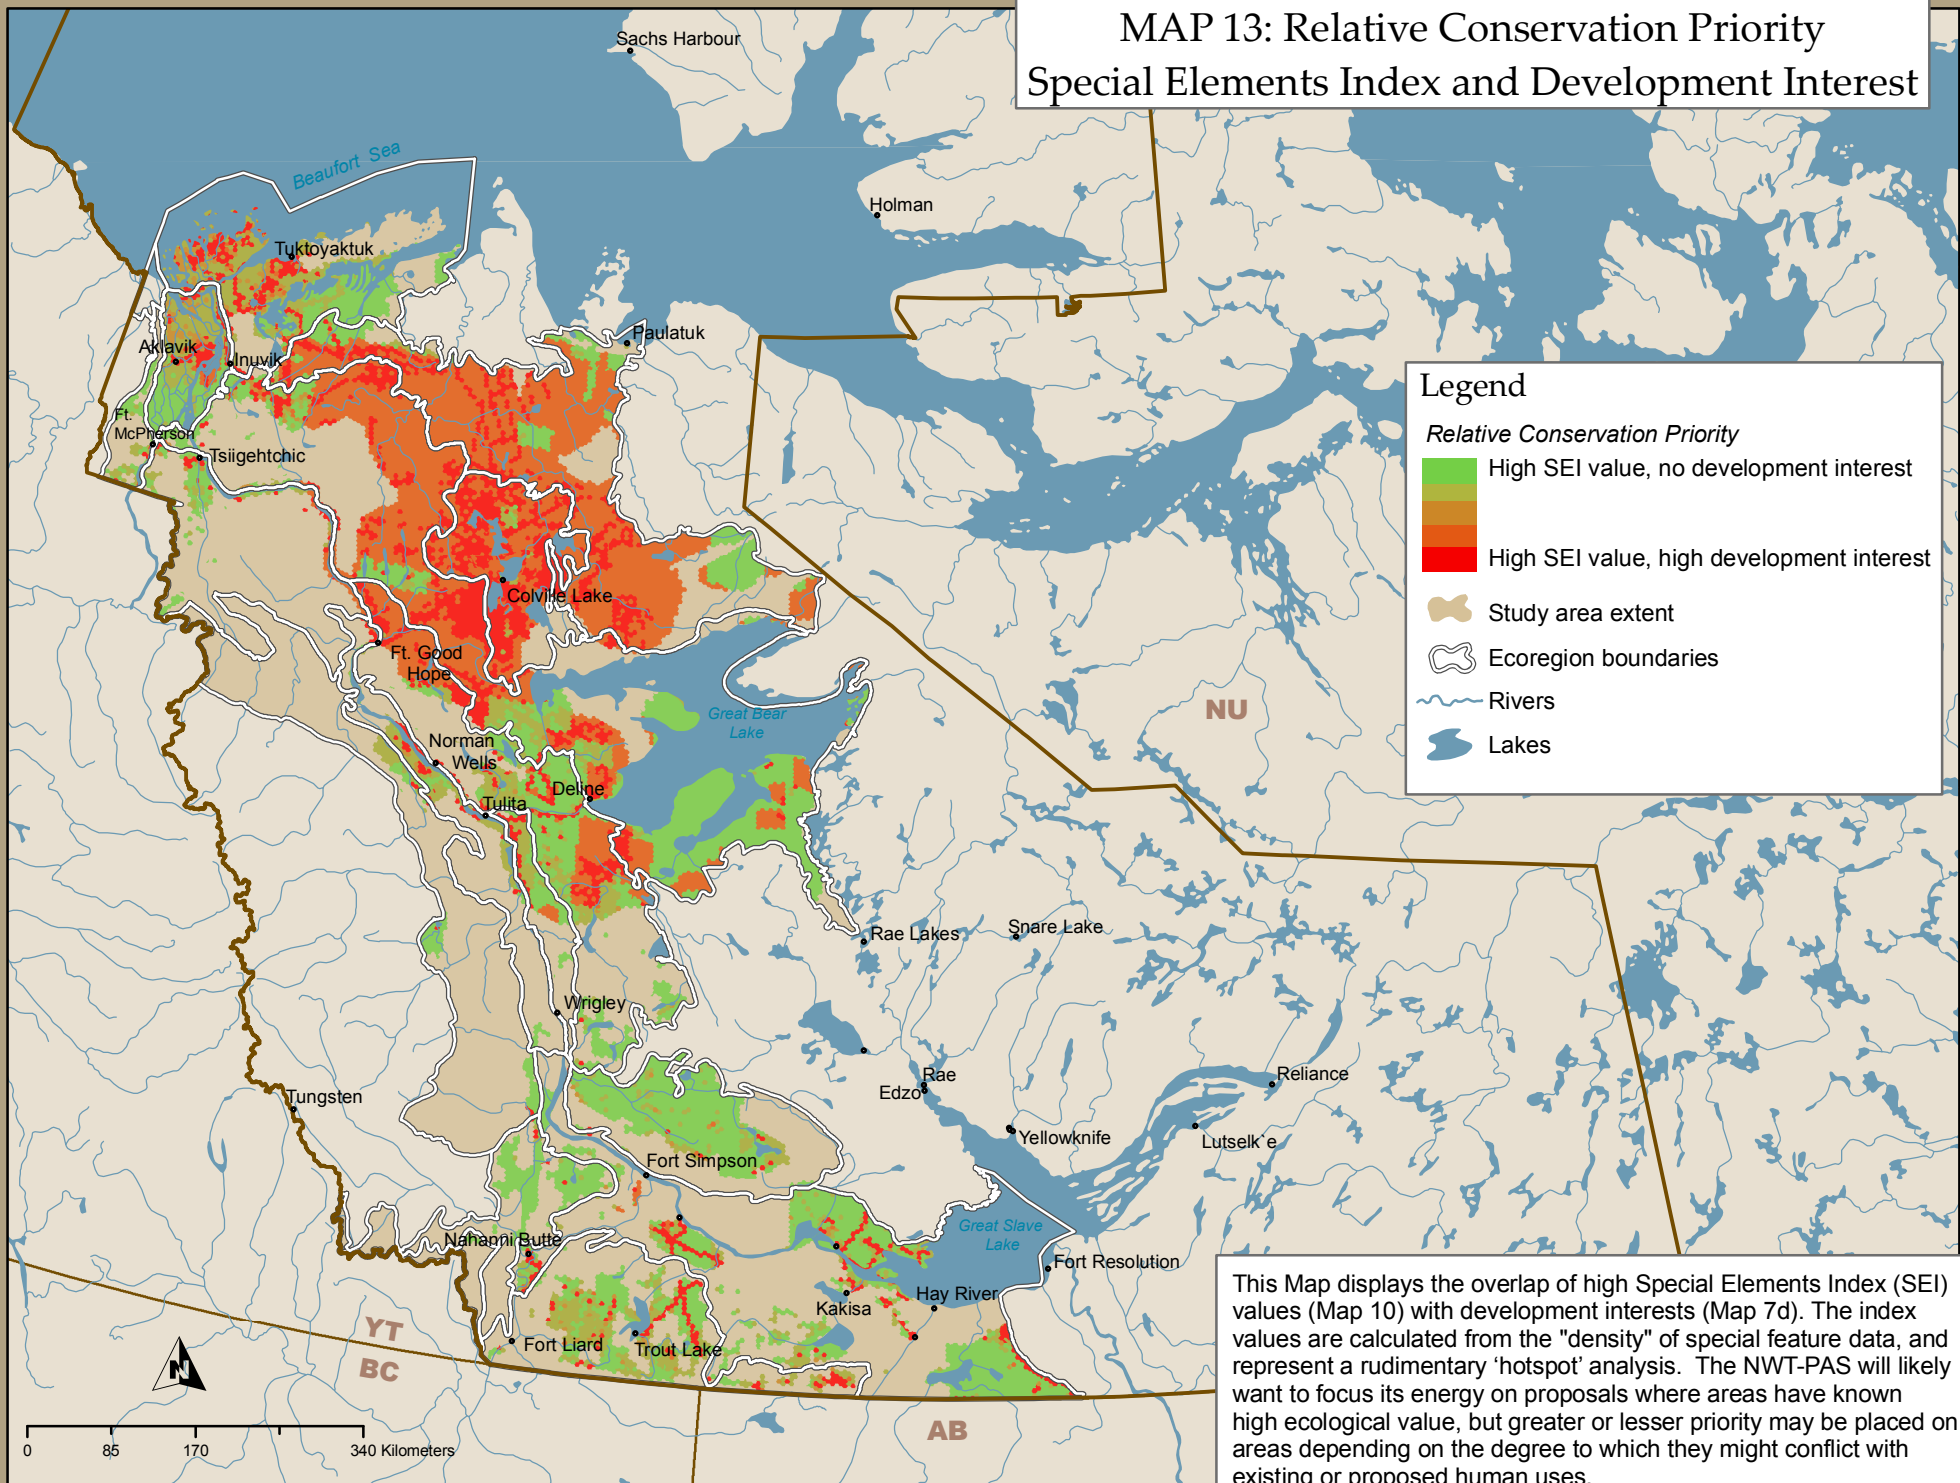 MAP 13: Relative Conservation Priority
Special Elements Index and Development Interest
Sachs Harbour
Beaufort Sea
Holman
Tuktoyaktuk
Paulatuk
Aklavik
Inuvik
Ft.
McPherson
Tsiigehtchic
Colville Lake
Ft. Good
Hope
Great Bear
Lake
Norman
Wells
Deline
Tulita
NU
Rae Lakes
Snare Lake
Wrigley
Rae
Edzo
Reliance
Tungsten
Yellowknife
Lutselk`e
Fort Simpson
Great Slave
Lake
Nahanni Butte
Fort Resolution
Hay River
Kakisa
Fort Liard
Trout Lake
YT
BC
AB
N
0 85 170 340 Kilometers
Legend
Relative Conservation Priority
High SEI value, no development interest
High SEI value, high development interest
Study area extent
Ecoregion boundaries
Rivers
Lakes
This Map displays the overlap of high Special Elements Index (SEI)
values (Map 10) with development interests (Map 7d). The index
values are calculated from the "density" of special feature data, and
represent a rudimentary ‘hotspot’ analysis. The NWT-PAS will likely
want to focus its energy on proposals where areas have known
high ecological value, but greater or lesser priority may be placed on
areas depending on the degree to which they might conflict with
existing or proposed human uses.